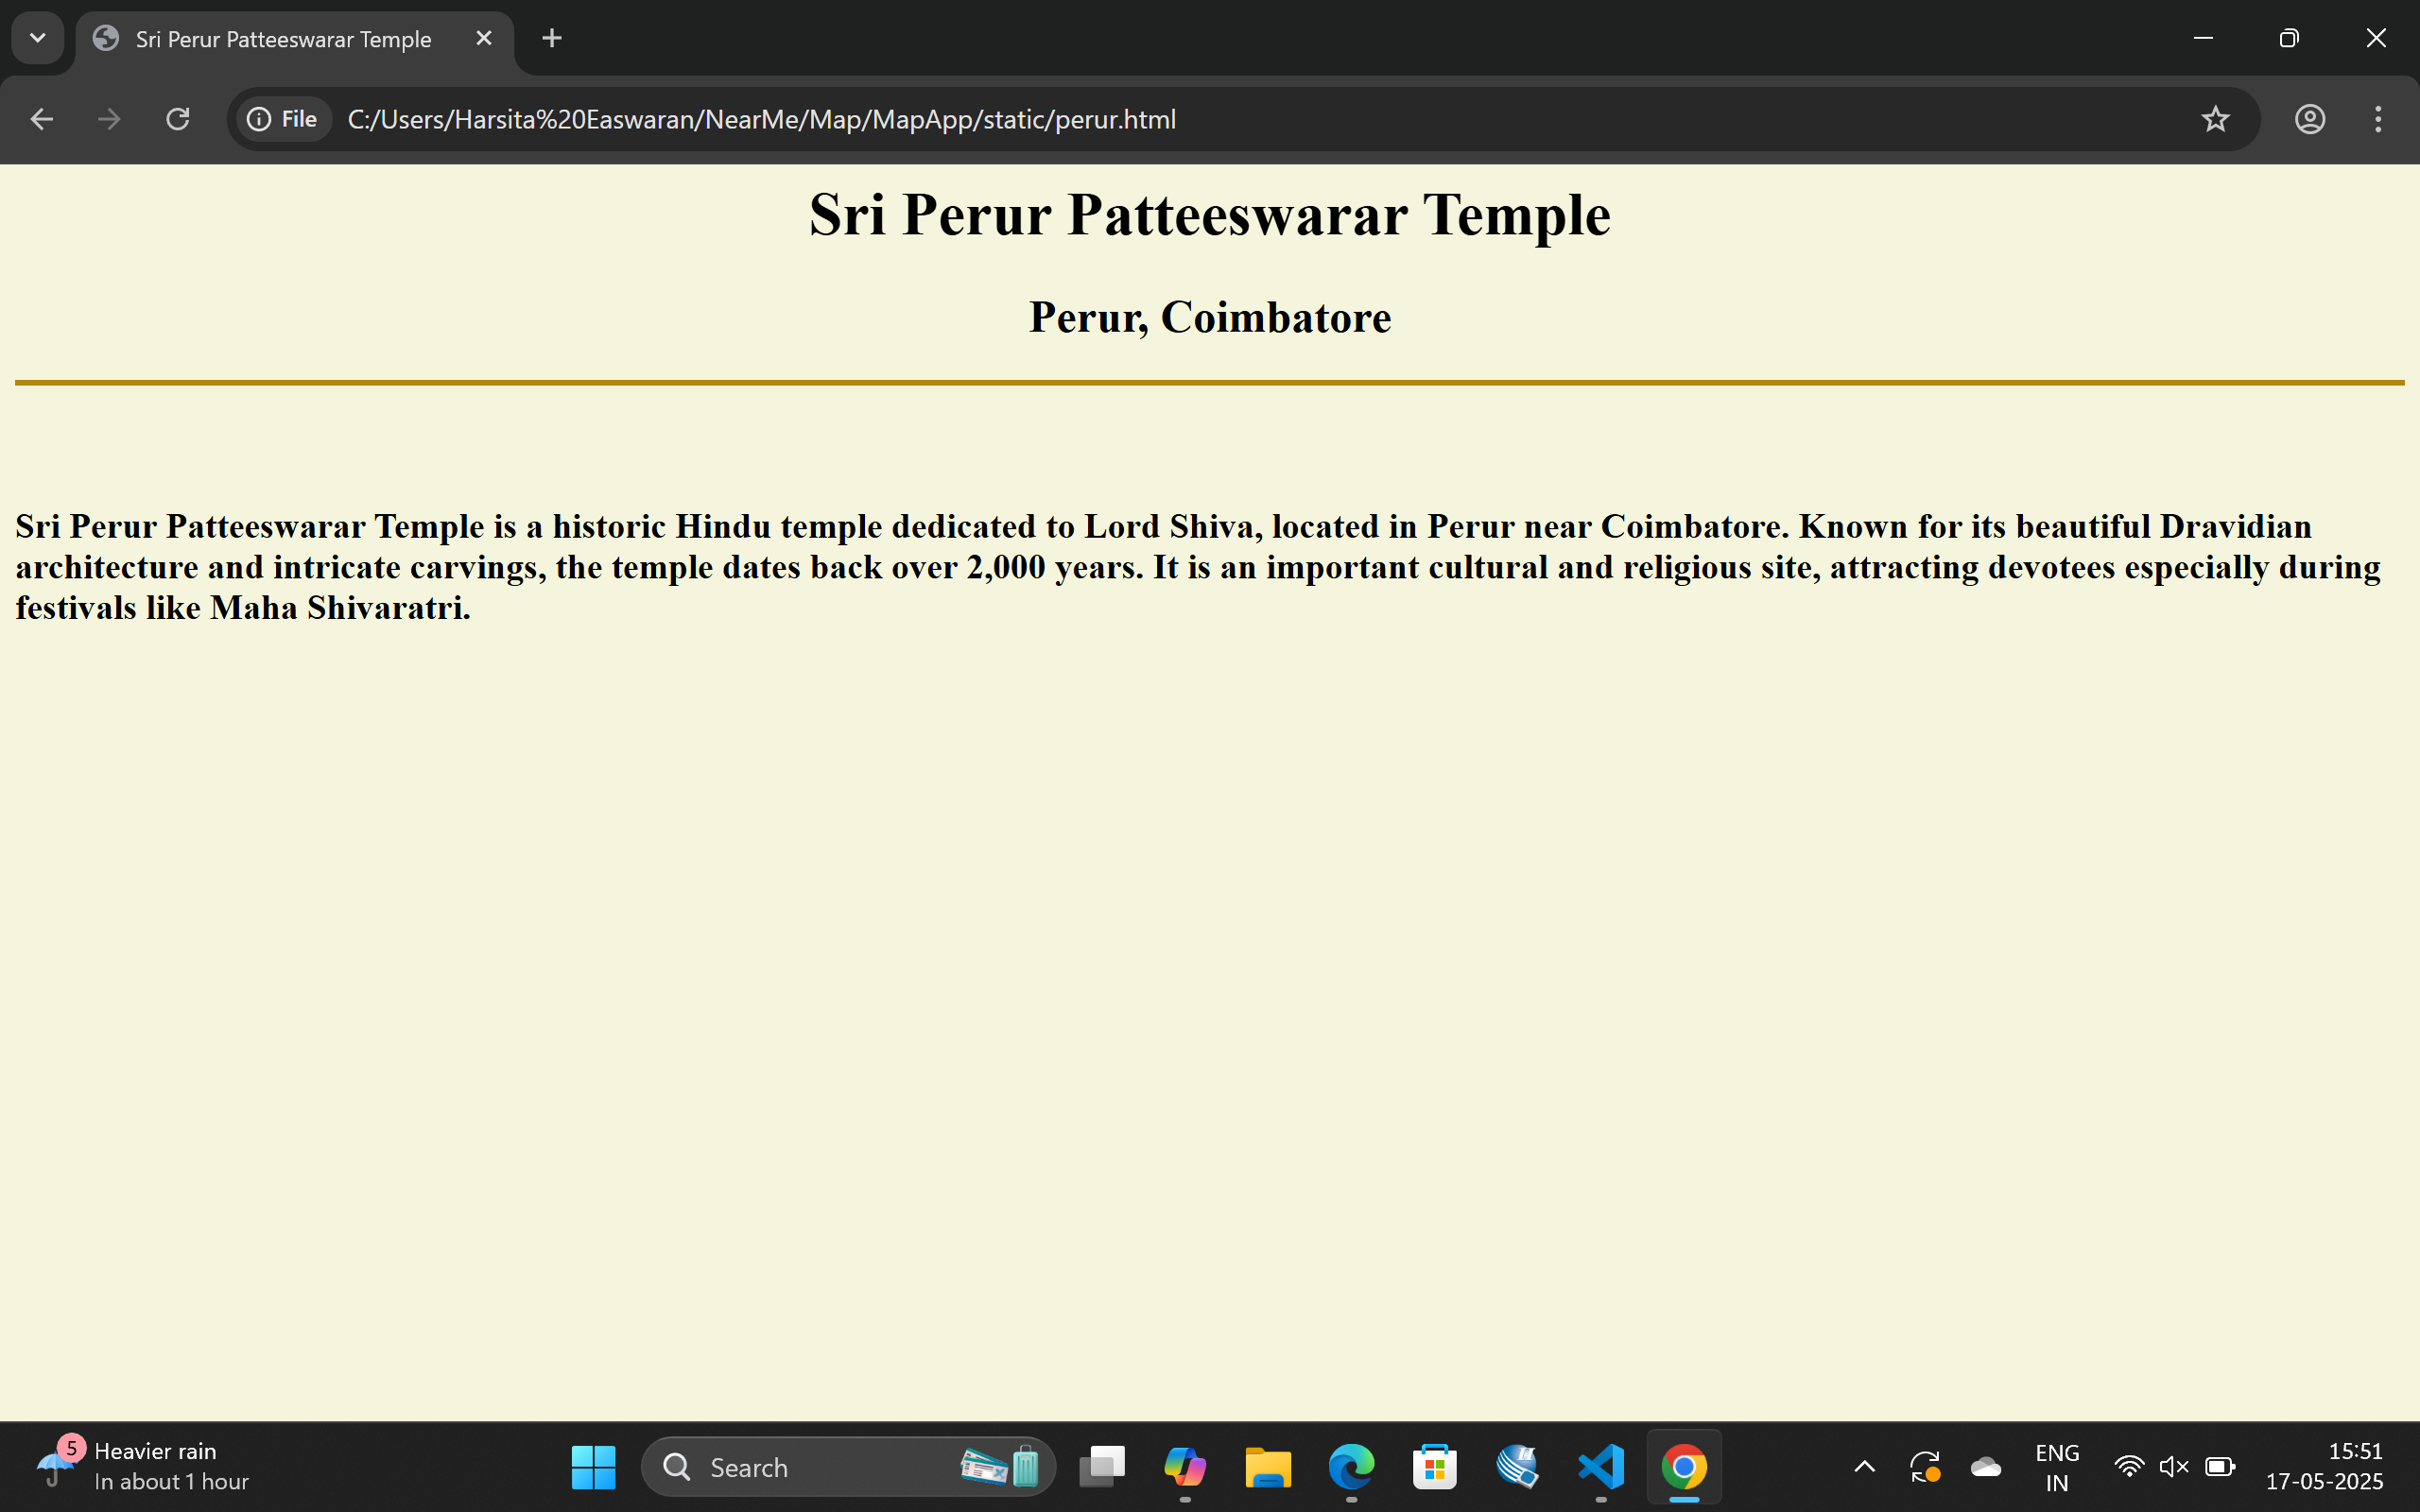 Sri Perur Patteeswarar Temple
File C:/Users/Harsita%20Easwaran/NearMe/Map/MapApp/static/perur.html
Sri Perur Patteeswarar Temple
Perur, Coimbatore
Sri Perur Patteeswarar Temple is a historic Hindu temple dedicated to Lord Shiva, located in Perur near Coimbatore. Known for its beautiful Dravidian
architecture and intricate carvings, the temple dates back over 2,000 years. It is an important cultural and religious site, attracting devotees especially during
festivals like Maha Shivaratri.
5 Heavier rain
In about 1 hour
Search
ENG
IN
15:51
17-05-2025